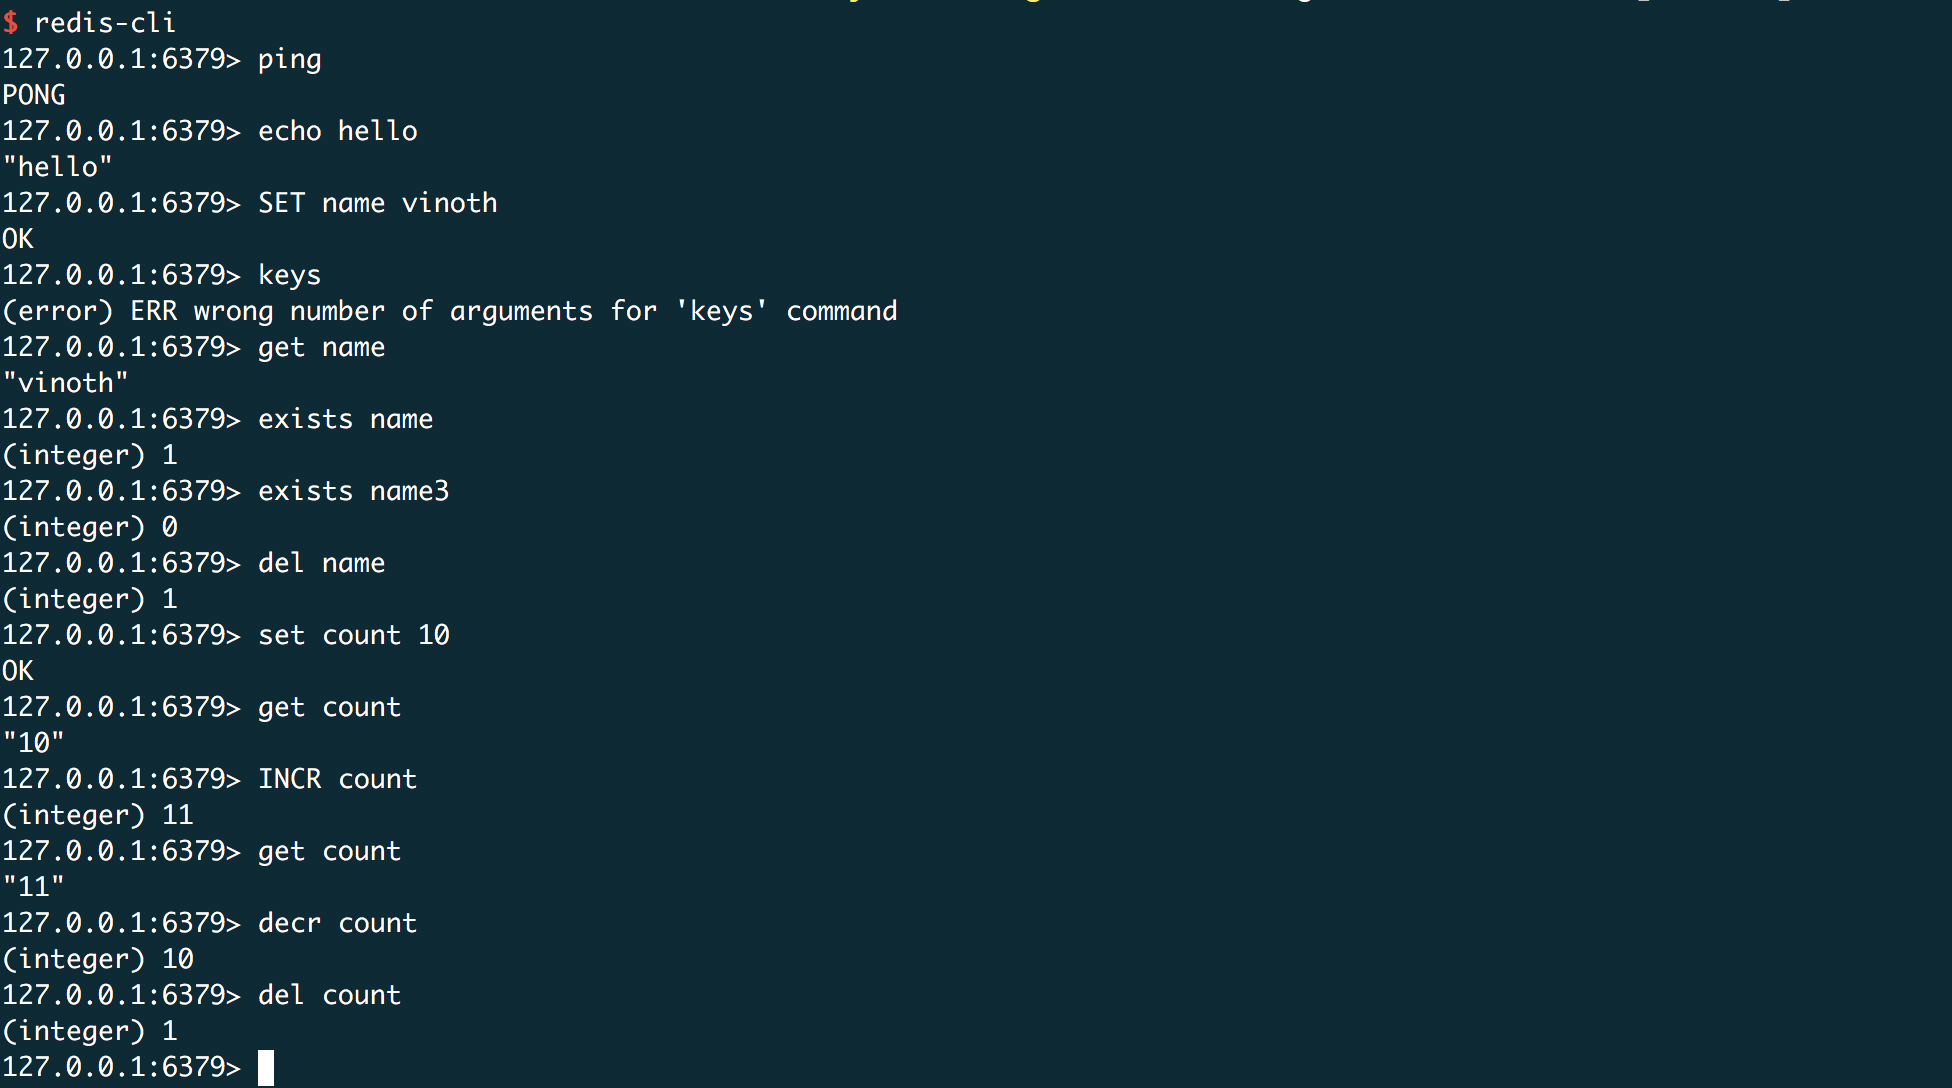 $ redis-cli
127.0.0.1:6379> ping
PONG
127.0.0.1:6379> echo hello
"hello"
127.0.0.1:6379> SET name vinoth
OK
127.0.0.1:6379> keys
(error) ERR wrong number of arguments for 'keys' command
127.0.0.1:6379> get name
"vinoth"
127.0.0.1:6379> exists name
(integer) 1
127.0.0.1:6379> exists name3
(integer) 0
127.0.0.1:6379> del name
(integer) 1
127.0.0.1:6379> set count 10
OK
127.0.0.1:6379> get count
"10"
127.0.0.1:6379> INCR count
(integer) 11
127.0.0.1:6379> get count
"11"
127.0.0.1:6379> decr count
(integer) 10
127.0.0.1:6379> del count
(integer) 1
127.0.0.1:6379>